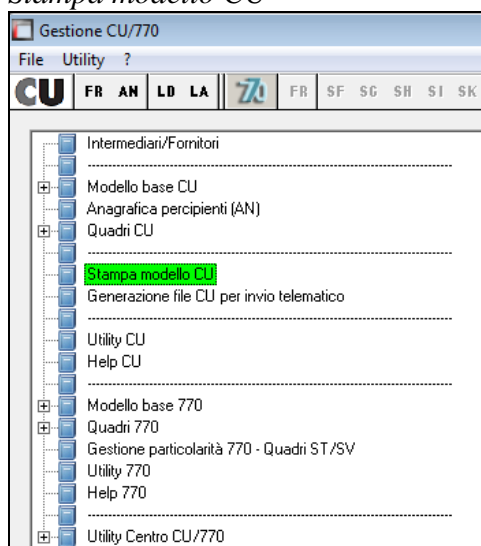 Stampa modello CU
Gestione CU/770
File Utility ?
CU FR AN LD LA 770 FR SF SG SH SI SK
Intermediari/Fornitori
Modello base CU
Anagrafica percipienti (AN)
Quadri CU
Stampa modello CU
Generazione file CU per invio telematico
Utility CU
Help CU
Modello base 770
Quadri 770
Gestione particolarità 770 - Quadri ST/SV
Utility 770
Help 770
Utility Centro CU/770